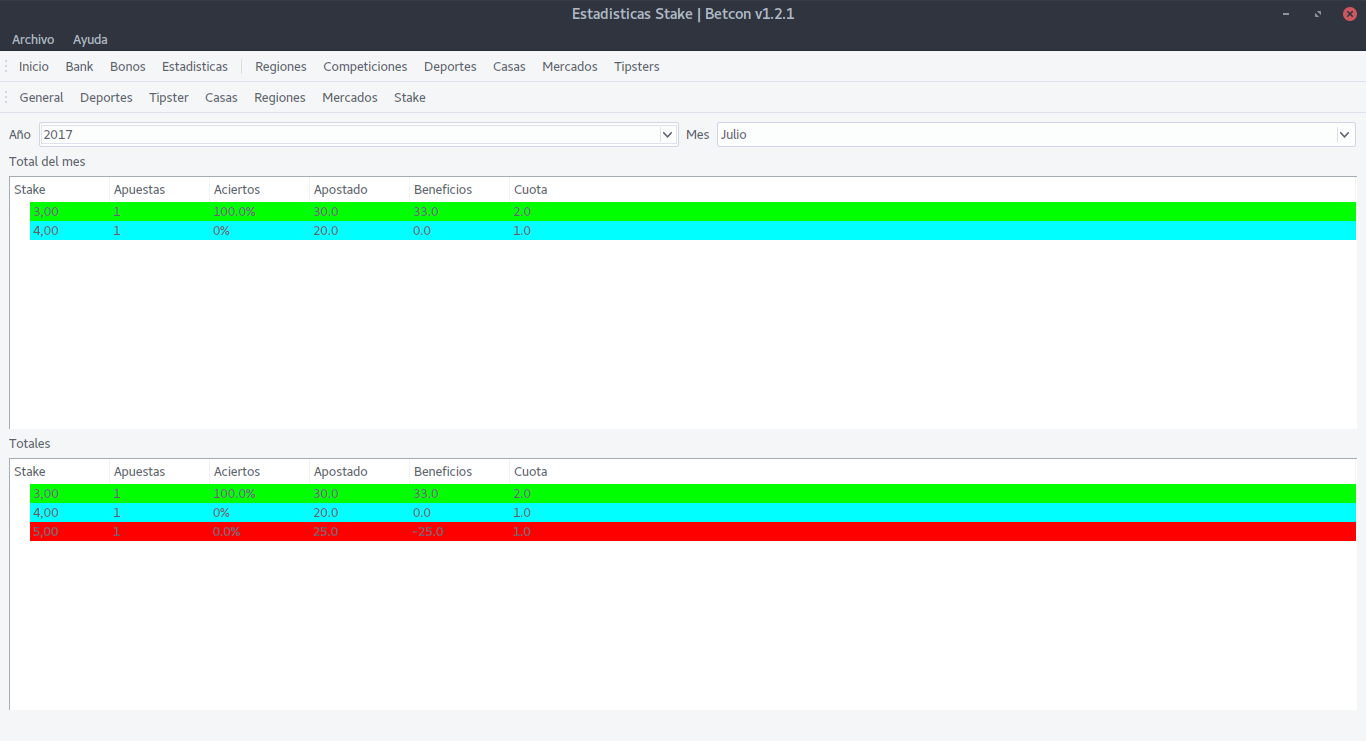 Estadisticas Stake | Betcon v1.2.1
Archivo Ayuda
Inicio Bank Bonos Estadisticas Regiones Competiciones Deportes Casas Mercados Tipsters
General Deportes Tipster Casas Regiones Mercados Stake
Año 2017 Mes Julio
Total del mes
Stake Apuestas Aciertos Apostado Beneficios Cuota
3,00 1 100.0% 30.0 33.0 2.0
4,00 1 0% 20.0 0.0 1.0
Totales
Stake Apuestas Aciertos Apostado Beneficios Cuota
3,00 1 100.0% 30.0 33.0 2.0
4,00 1 0% 20.0 0.0 1.0
5,00 1 0.0% 25.0 -25.0 1.0